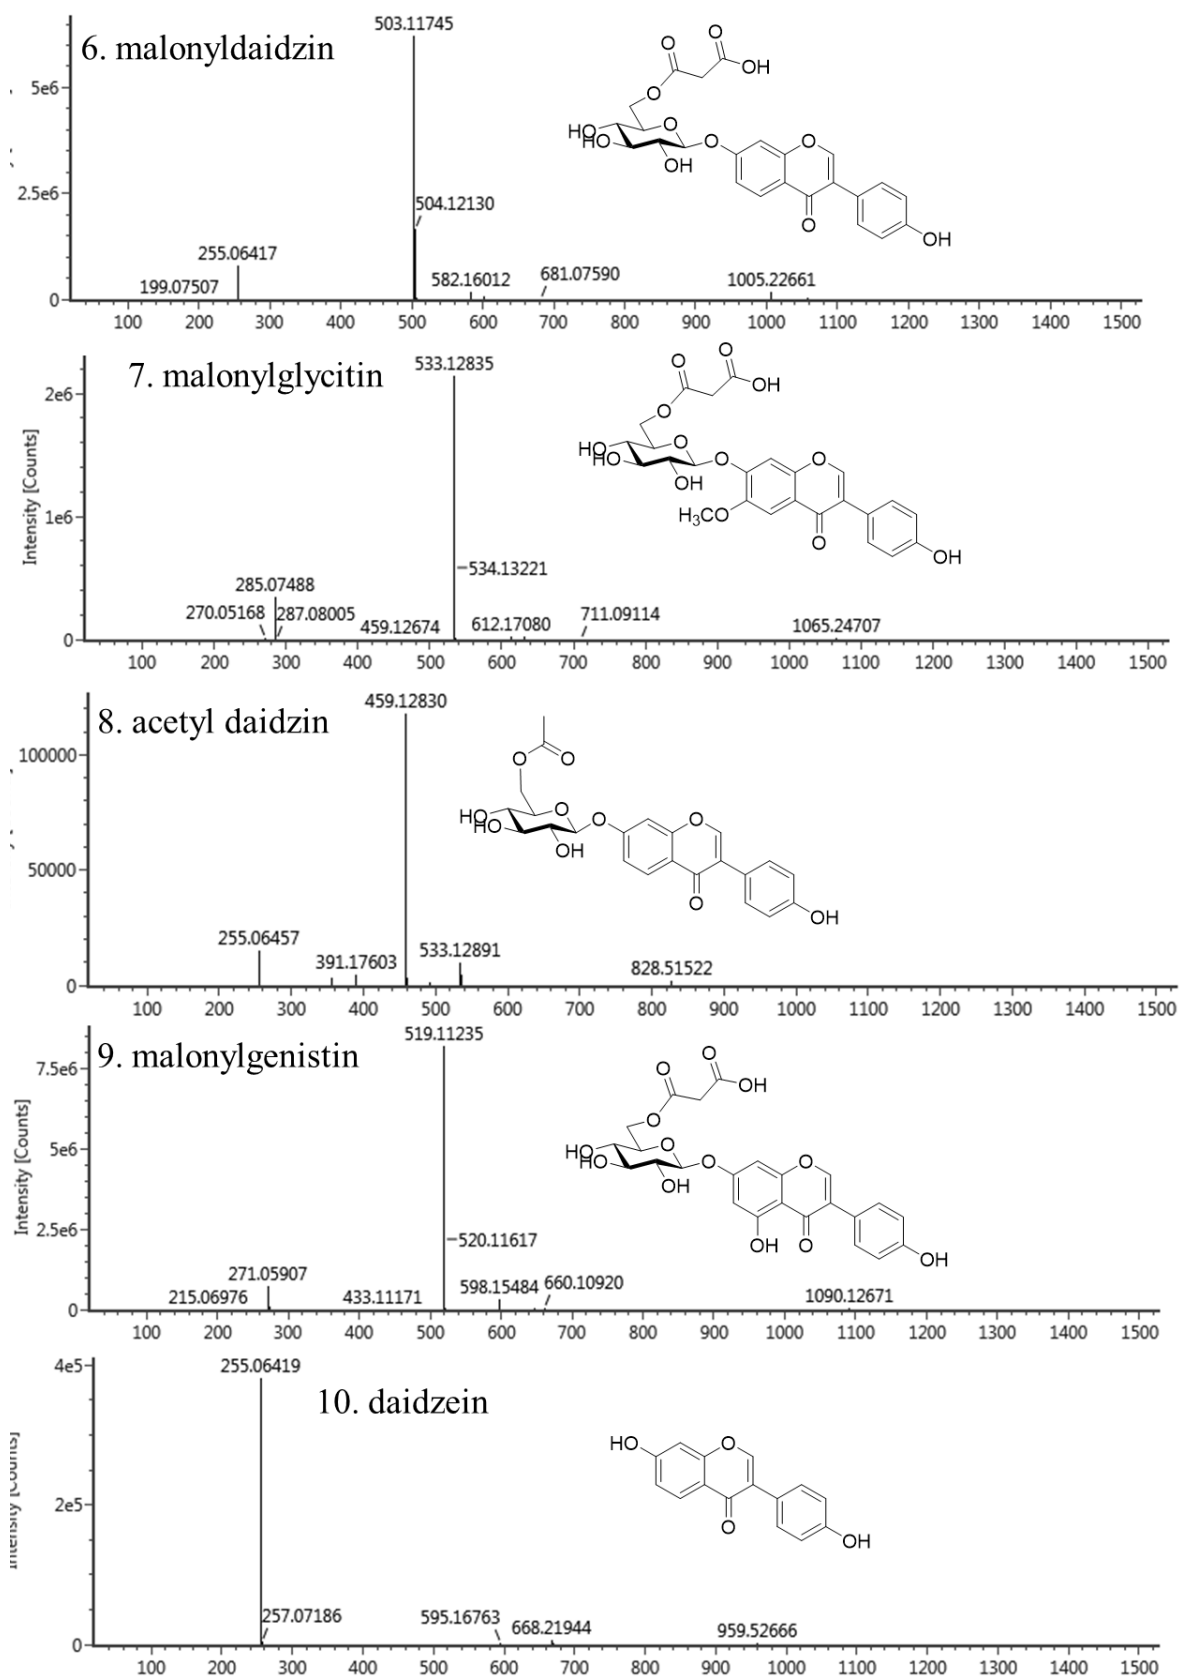 6. malonyldaidzin
503.11745
504.12130
255.06417
199.07507
582.16012
681.07590
1005.22661
5e6
2.5e6
0
100 200 300 400 500 600 700 800 900 1000 1100 1200 1300 1400 1500
O O OH
O
HO HO O O O
OH
O
OH
7. malonylglycitin
533.12835
534.13221
285.07488
270.05168
287.08005
459.12674
612.17080
711.09114
1065.24707
Intensity [Counts]
2e6
1e6
0
100 200 300 400 500 600 700 800 900 1000 1100 1200 1300 1400 1500
O O OH
O
HO HO O O O
OH
H3CO
O
OH
8. acetyl daidzin
459.12830
255.06457
391.17603
533.12891
828.51522
100000
50000
0
100 200 300 400 500 600 700 800 900 1000 1100 1200 1300 1400 1500
O O
HO HO O O O
OH
O
OH
9. malonylgenistin
519.11235
520.11617
271.05907
215.06976
433.11171
598.15484
660.10920
1090.12671
Intensity [Counts]
7.5e6
5e6
2.5e6
0
100 200 300 400 500 600 700 800 900 1000 1100 1200 1300 1400 1500
O O OH
O
HO HO O O O
OH
OH O
OH
10. daidzein
255.06419
257.07186
595.16763
668.21944
959.52666
Intensity [Counts]
4e5
2e5
0
100 200 300 400 500 600 700 800 900 1000 1100 1200 1300 1400 1500
HO O
O
OH